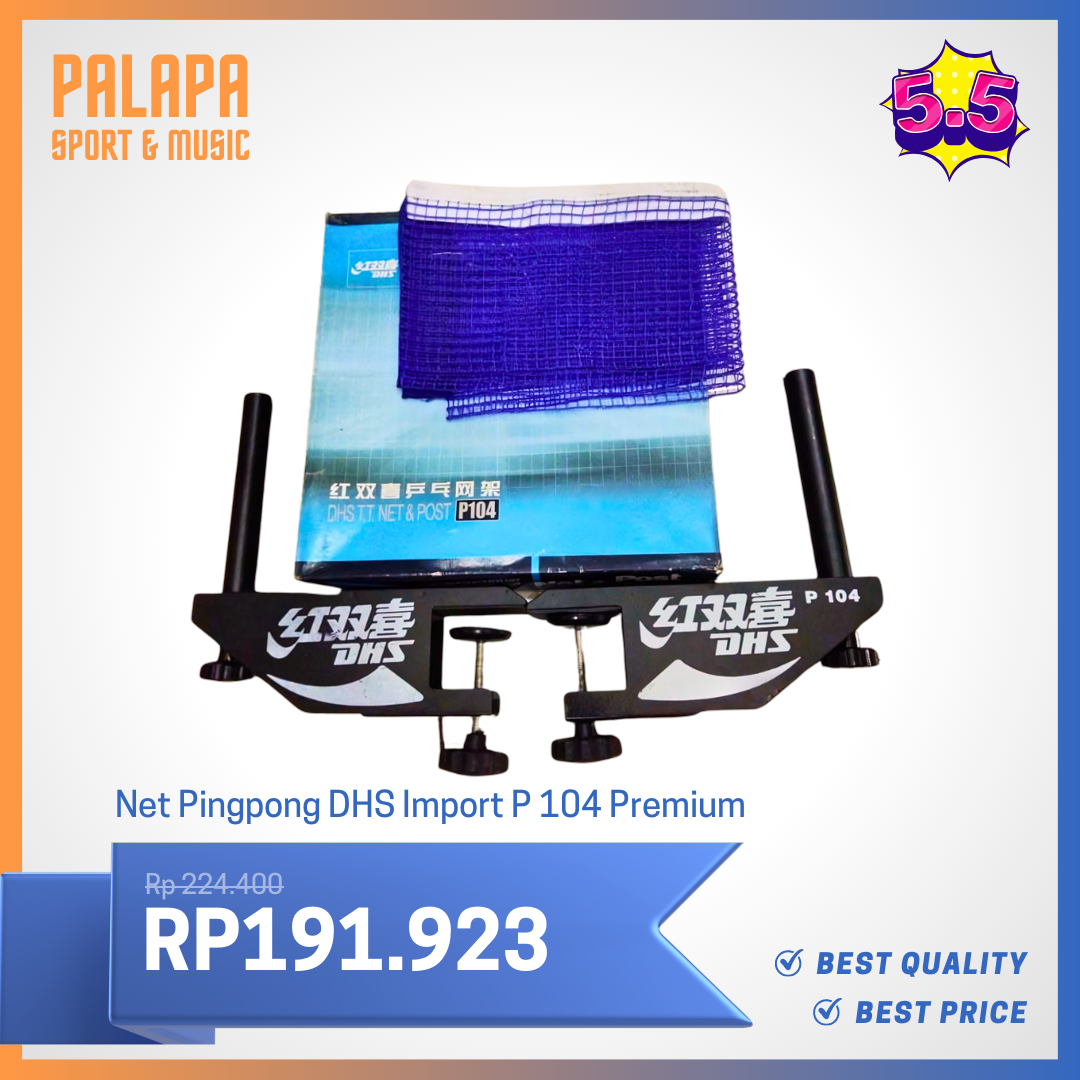 PALAPA
SPORT & MUSIC
5.5
红双喜
DHS
红双喜乒乓网架
DHS T.T. NET & POST P104
Post
红双喜
DHS
红双喜
DHS
P 104
Net Pingpong DHS Import P 104 Premium
Rp 224.400
RP191.923
BEST QUALITY
BEST PRICE